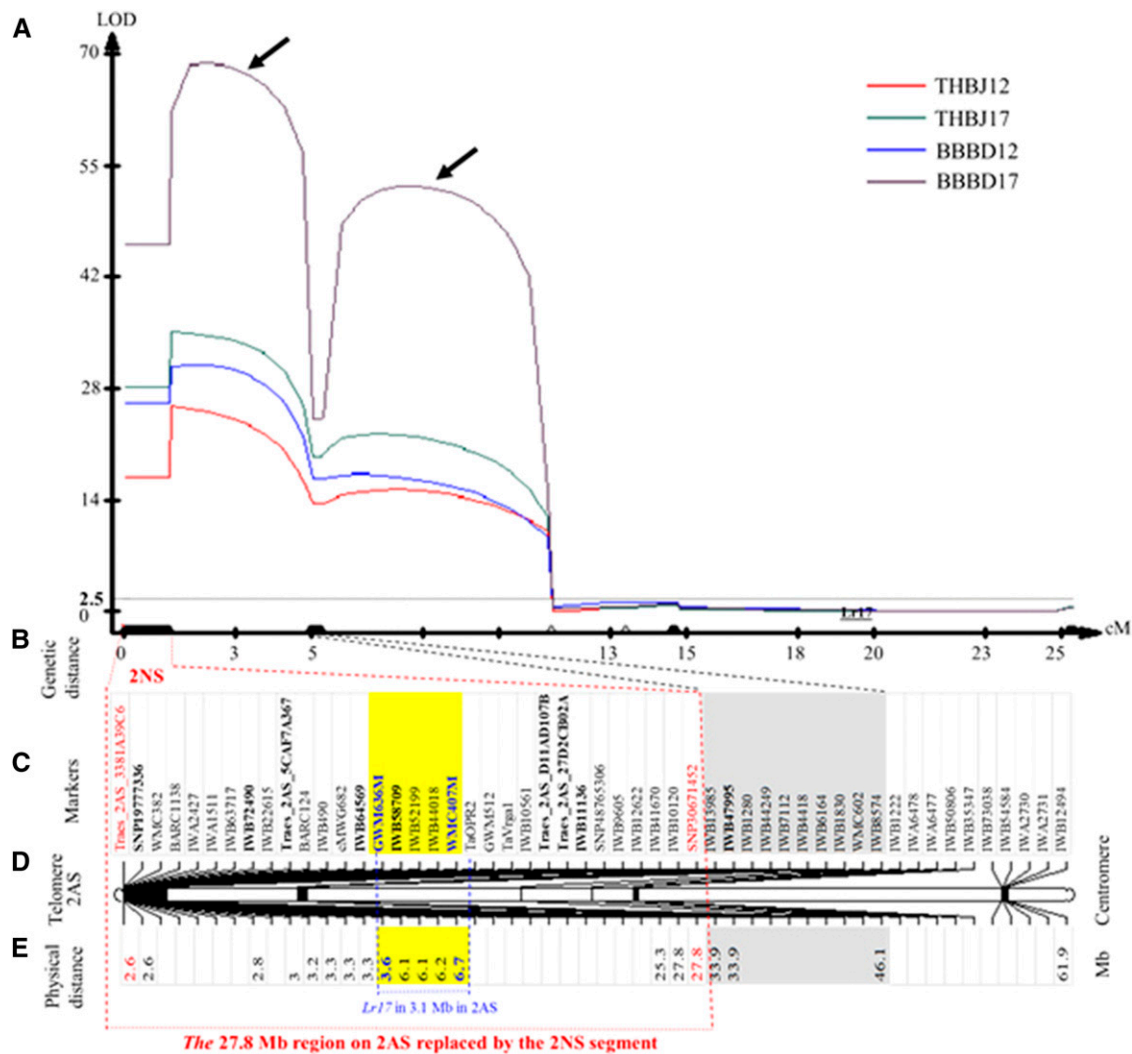 A
LOD
70
55
42
28
14
2.5
0
THBJ12
THBJ17
BBBD12
BBBD17
Lr17
cM
B
Genetic distance
0 3 5 13 15 18 20 23 25
2NS
C
Markers
Traes_2AS_3381A39C6
SNP19777336
WMC382
BARC1138
IWA2427
IWA1511
IWB63717
IWB72490
IWB22615
Traes_2AS_5CAF7A367
BARC124
IWB490
cMWG682
IWB64569
GWM636M
IWB58709
IWB52199
IWB44018
WMC407M
TaOPR2
GWM512
TaVrga1
IWB10561
Traes_2AS_D11AD107B
Traes_2AS_27D2CB02A
IWB11136
SNP48765306
IWB9605
IWB12622
IWB41670
IWB10120
SNP30671452
IWB13985
IWB47995
IWB1280
IWB44249
IWB7112
IWB4418
IWB6164
IWB1830
WMC602
IWB8574
IWB1222
IWA6478
IWA6477
IWB50806
IWB35347
IWB73038
IWB54584
IWA2730
IWA2731
IWB12494
D
Telomere
2AS
Centromere
E
Physical distance
2.6 2.6 2.8 3 3.2 3.3 3.3 3.3 3.6 6.1 6.1 6.2 6.7 25.3 27.8 27.8 33.9 33.9 46.1 61.9
Mb
Lr17 in 3.1 Mb in 2AS
The 27.8 Mb region on 2AS replaced by the 2NS segment